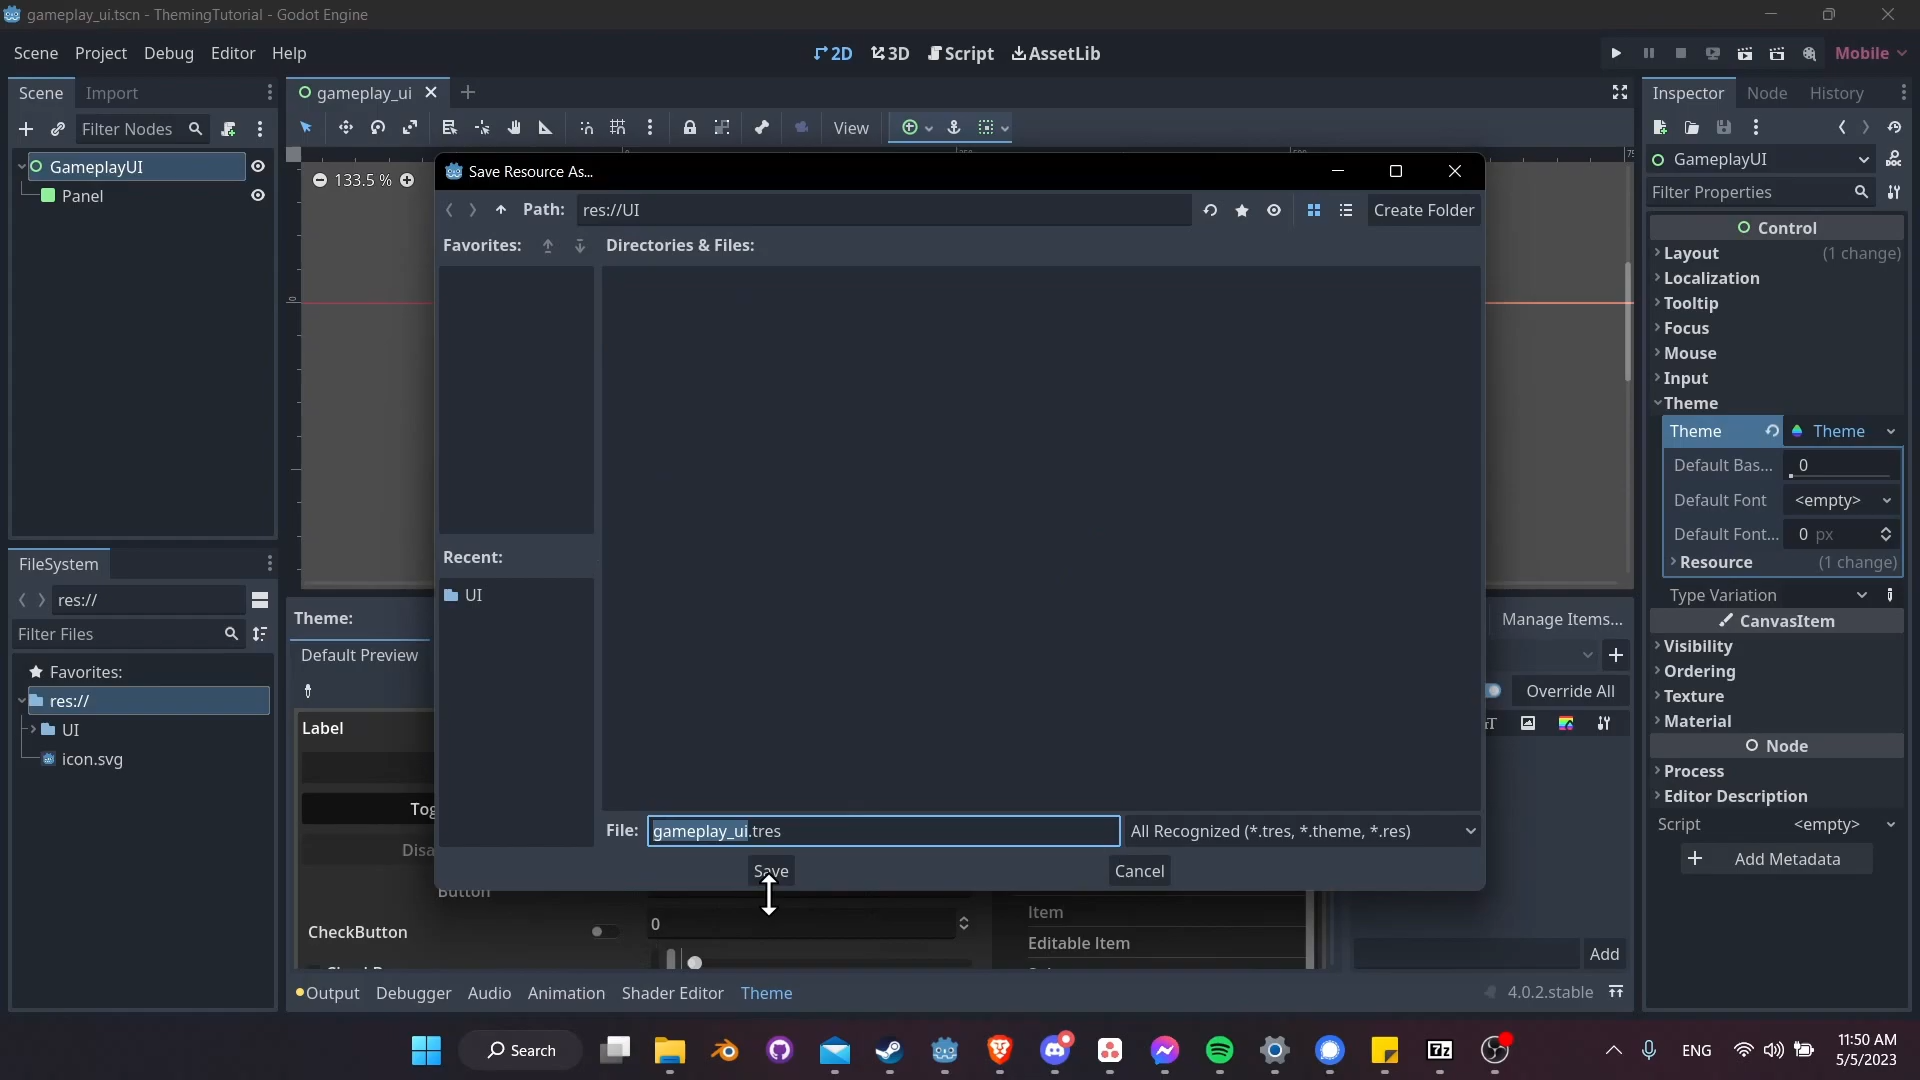 gameplay_ui.tscn - ThemingTutorial - Godot Engine
Scene Project Debug Editor Help
2D 3D Script AssetLib
Mobile
Scene Import
gameplay_ui
Inspector Node History
Filter Nodes
View
GameplayUI
Filter Properties
GameplayUI
Panel
133.5 %
Save Resource As...
Path: res://UI
Create Folder
Favorites:
Directories & Files:
Recent:
UI
File: gameplay_ui.tres
All Recognized (*.tres, *.theme, *.res)
Save
Cancel
Control
Layout (1 change)
Localization
Tooltip
Focus
Mouse
Input
Theme
Theme Theme
Default Bas... 0
Default Font <empty>
Default Font... 0 px
Resource (1 change)
Type Variation
CanvasItem
Visibility
Ordering
Texture
Material
Node
Process
Editor Description
Script <empty>
Add Metadata
FileSystem
res://
Filter Files
Favorites:
res://
UI
icon.svg
Theme:
Manage Items...
Default Preview
Override All
Label
Tog
Disa
Button
CheckButton
0
Item
Editable Item
Add
Output Debugger Audio Animation Shader Editor Theme
4.0.2.stable
Search
ENG
11:50 AM
5/5/2023